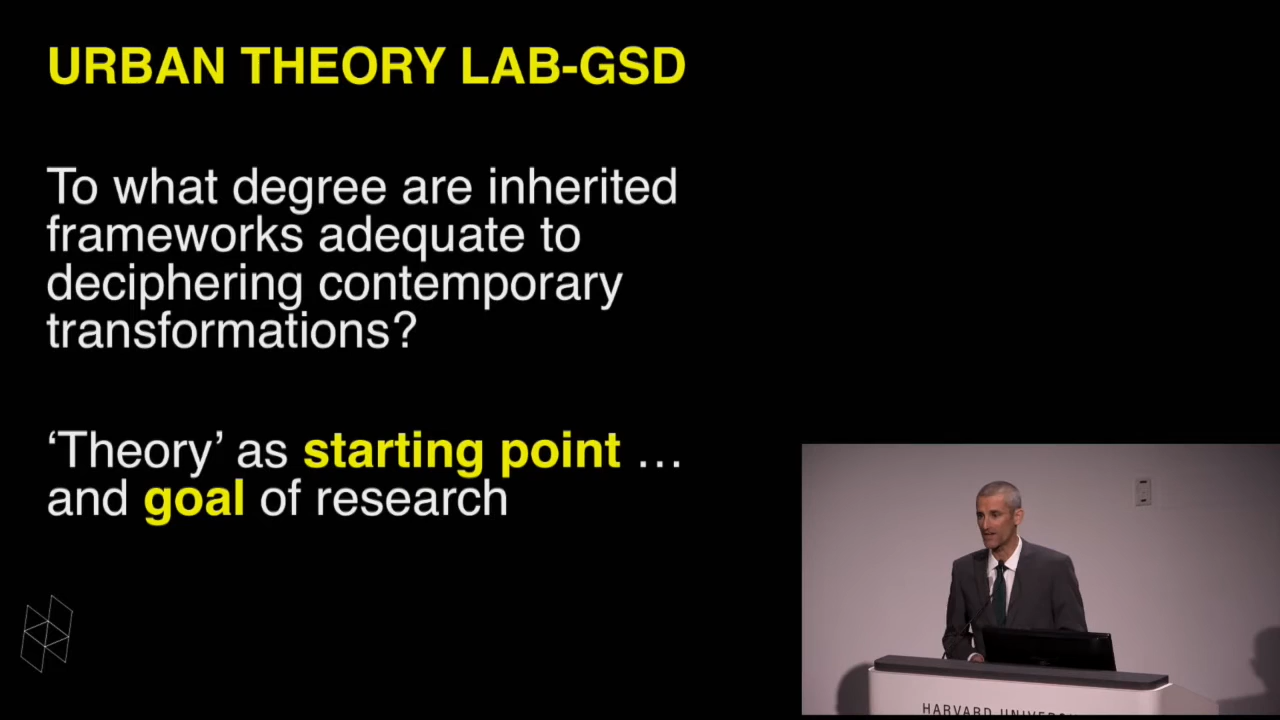 URBAN THEORY LAB-GSD
To what degree are inherited
frameworks adequate to
deciphering contemporary
transformations?
‘Theory’ as starting point …
and goal of research
HARVARD